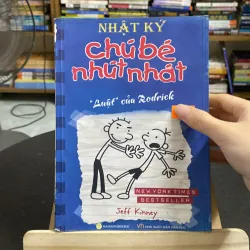 NHẬT KÝ
chú bé
nhút nhát
"Luật" của Rodrick
NEW YORK TIMES
BESTSELLER
Jeff Kinney